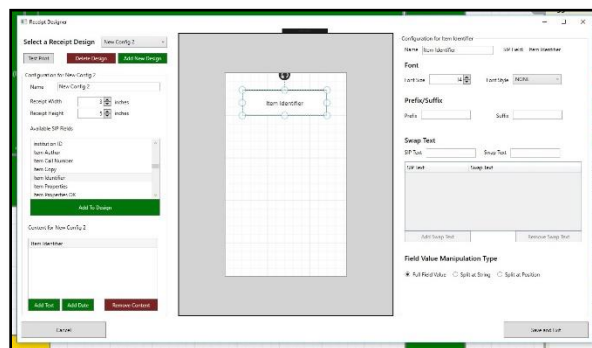 Receipt Designer
Select a Receipt Design
New Config 2
Test Print
Delete Design
Add New Design
Configuration for New Config 2
Name
New Config 2
Receipt Width
3
inches
Receipt Height
5
inches
Available SIP Fields
Institution ID
Item Author
Item Call Number
Item Copy
Item Identifier
Item Properties
Item Properties OK
Add To Design
Content for New Config 2
Item Identifier
Add Text
Add Date
Remove Content
Cancel
Item Identifier
Configuration for Item Identifier
Name
Item Identifier
SIP Field:
Item Identifier
Font
Font Size
14
Font Style
NONE
Prefix/Suffix
Prefix
Suffix
Swap Text
SIP Text
Swap Text
SIP Text
Swap Text
Add Swap Text
Remove Swap Text
Field Value Manipulation Type
Full Field Value
Split at String
Split at Position
Save and Exit